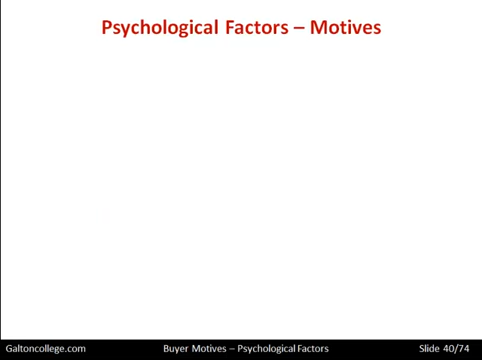 Psychological Factors – Motives
Galtoncollege.com Buyer Motives – Psychological Factors Slide 40/74